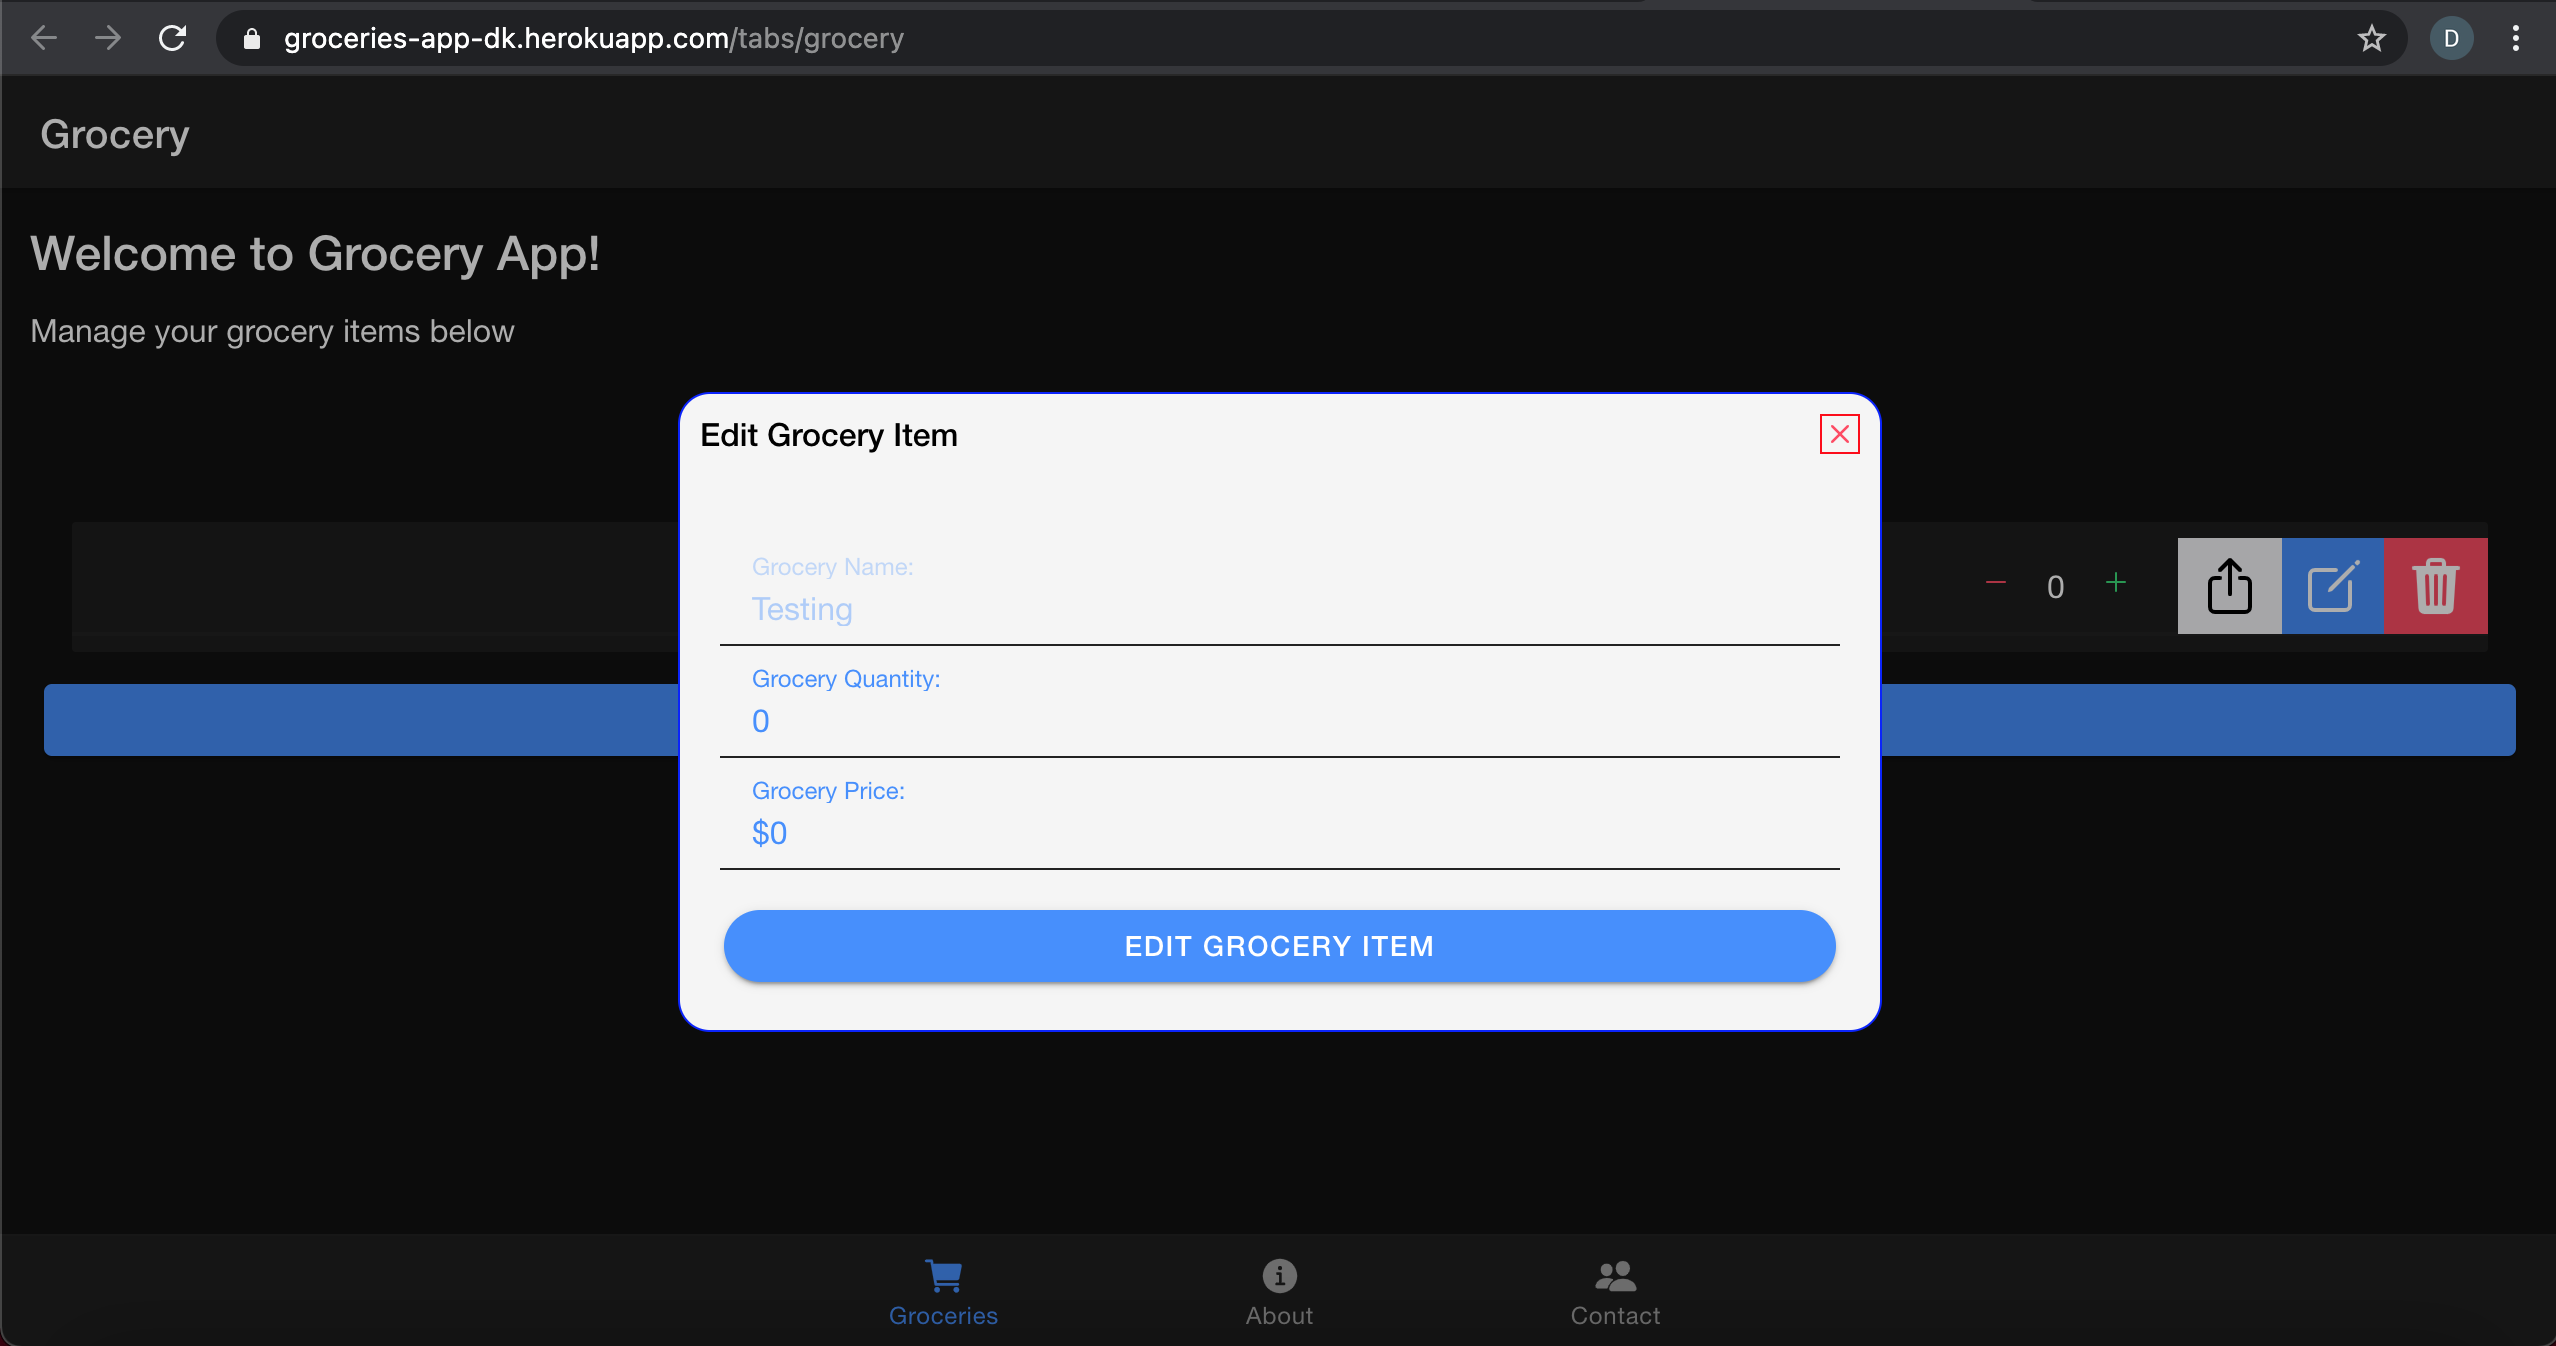 groceries-app-dk.herokuapp.com/tabs/grocery
D
Grocery
Welcome to Grocery App!
Manage your grocery items below
Edit Grocery Item
Grocery Name:
Testing
0
Grocery Quantity:
0
Grocery Price:
$0
EDIT GROCERY ITEM
Groceries
About
Contact